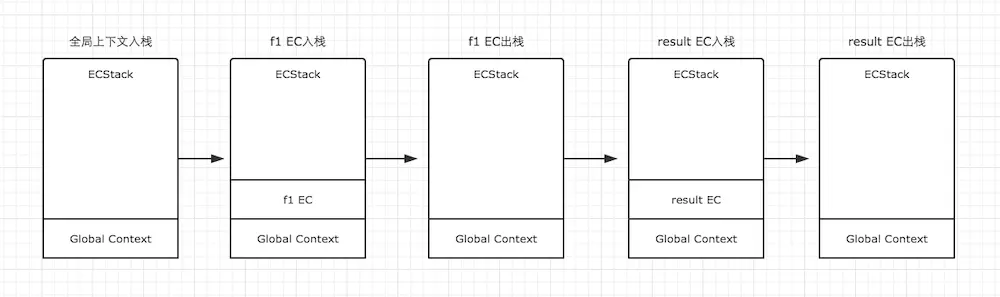 全局上下文入栈
f1 EC入栈
f1 EC出栈
result EC入栈
result EC出栈
ECStack
ECStack
ECStack
ECStack
ECStack
f1 EC
result EC
Global Context
Global Context
Global Context
Global Context
Global Context